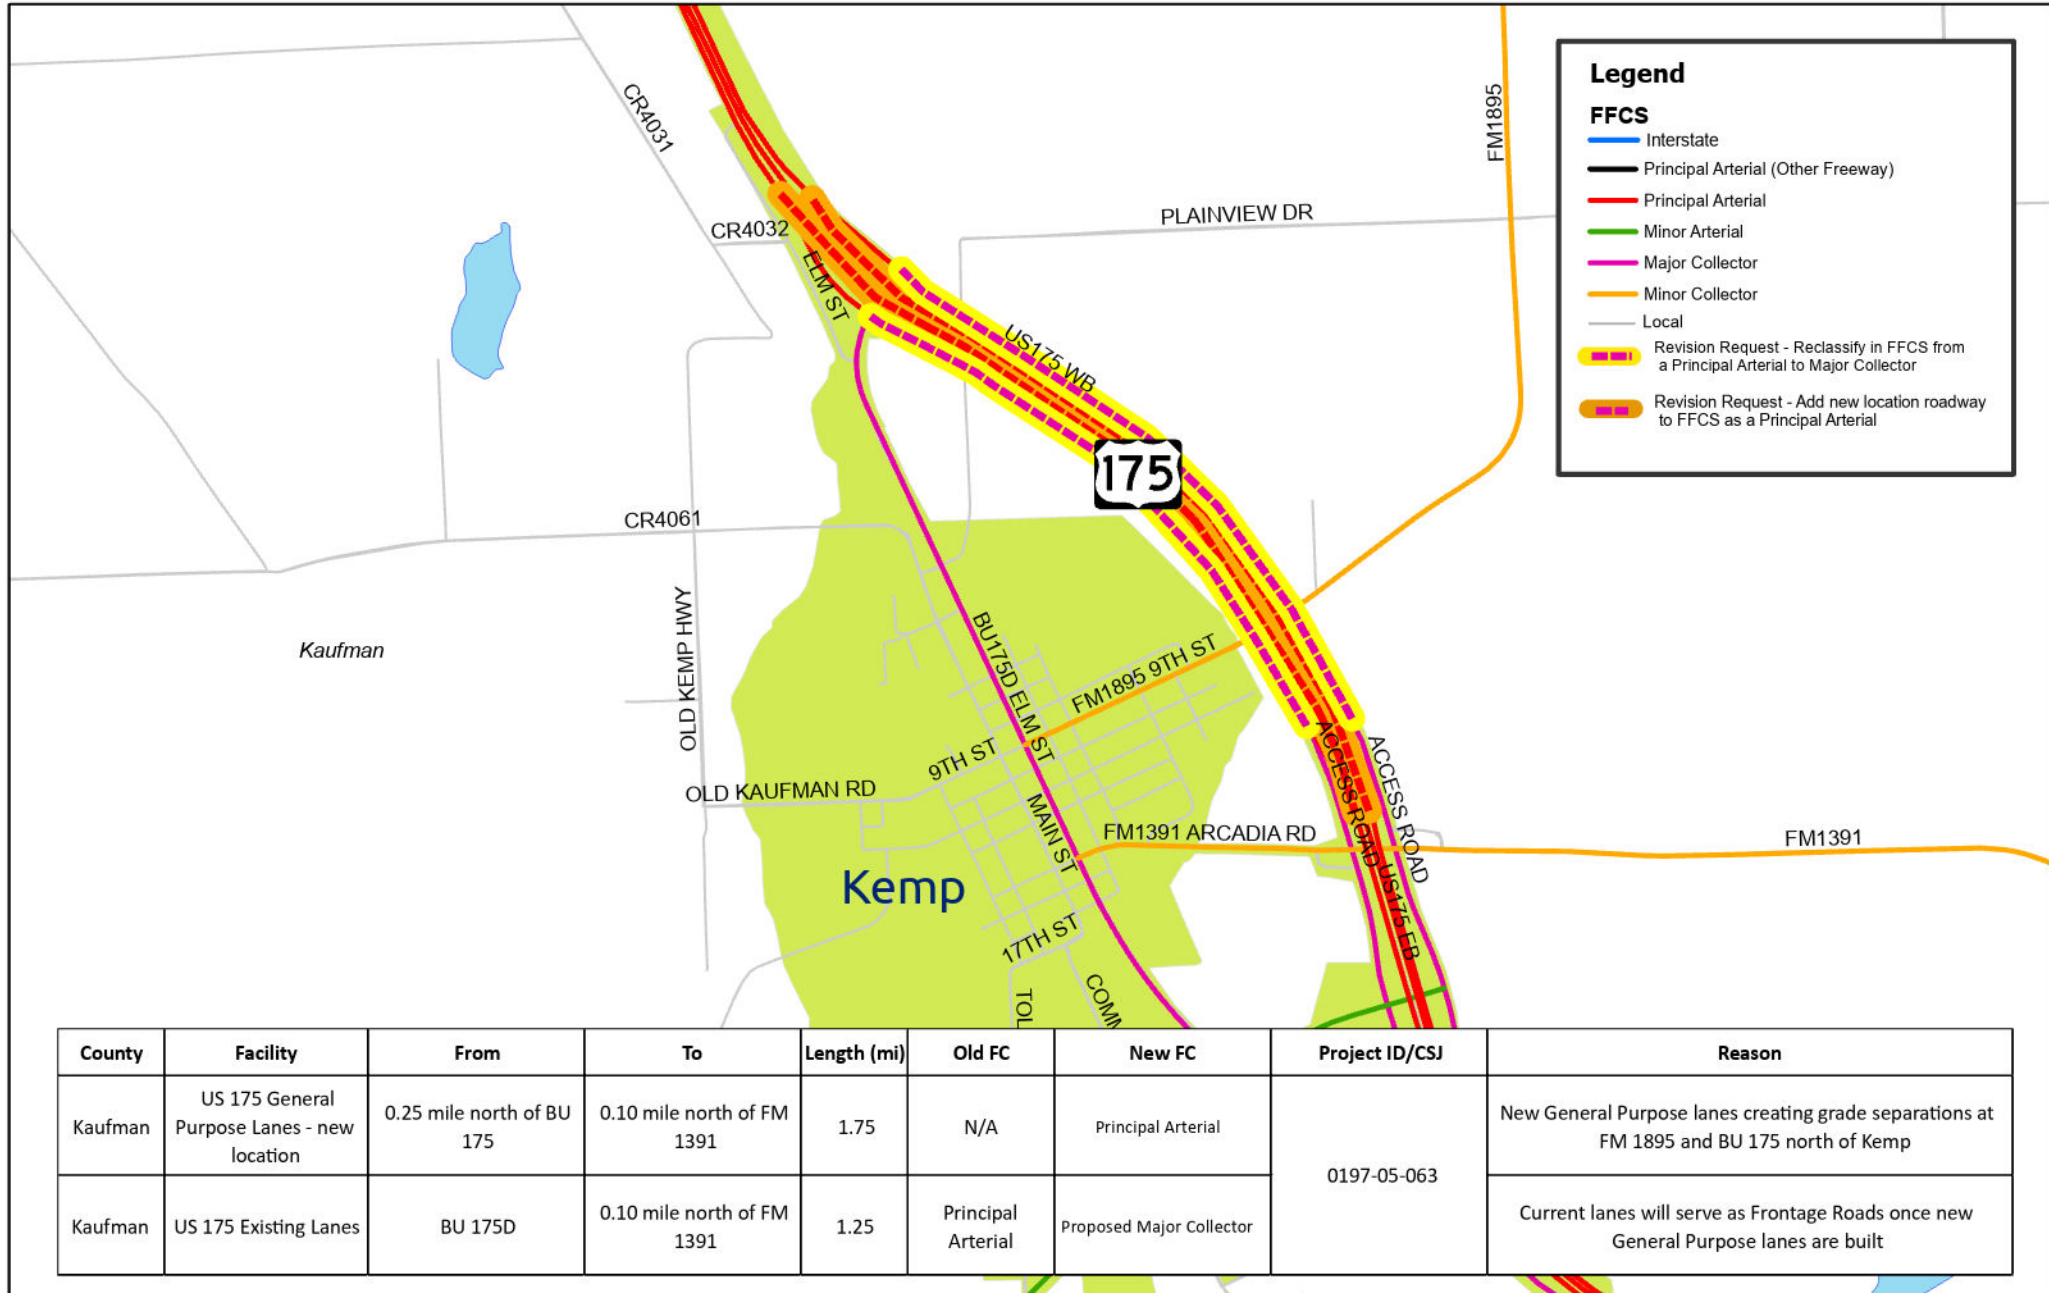 CR4031
FM1895
CR4032
PLAINVIEW DR
ELM ST
US175 WB
175
CR4061
Kaufman
OLD KEMP HWY
BU175D ELM ST
FM1895 9TH ST
9TH ST
OLD KAUFMAN RD
MAIN ST
ACCESS ROAD
ACCESS ROAD
FM1391 ARCADIA RD
FM1391
US175 EB
Kemp
17TH ST
TOL
COMM
Legend
FFCS
Interstate
Principal Arterial (Other Freeway)
Principal Arterial
Minor Arterial
Major Collector
Minor Collector
Local
Revision Request - Reclassify in FFCS from
a Principal Arterial to Major Collector
Revision Request - Add new location roadway
to FFCS as a Principal Arterial
County Facility From To Length (mi) Old FC New FC Project ID/CSJ Reason
Kaufman
US 175 General
Purpose Lanes - new
location
0.25 mile north of BU
175
0.10 mile north of FM
1391
1.75
N/A
Principal Arterial
0197-05-063
New General Purpose lanes creating grade separations at
FM 1895 and BU 175 north of Kemp
Kaufman
US 175 Existing Lanes
BU 175D
0.10 mile north of FM
1391
1.25
Principal
Arterial
Proposed Major Collector
Current lanes will serve as Frontage Roads once new
General Purpose lanes are built